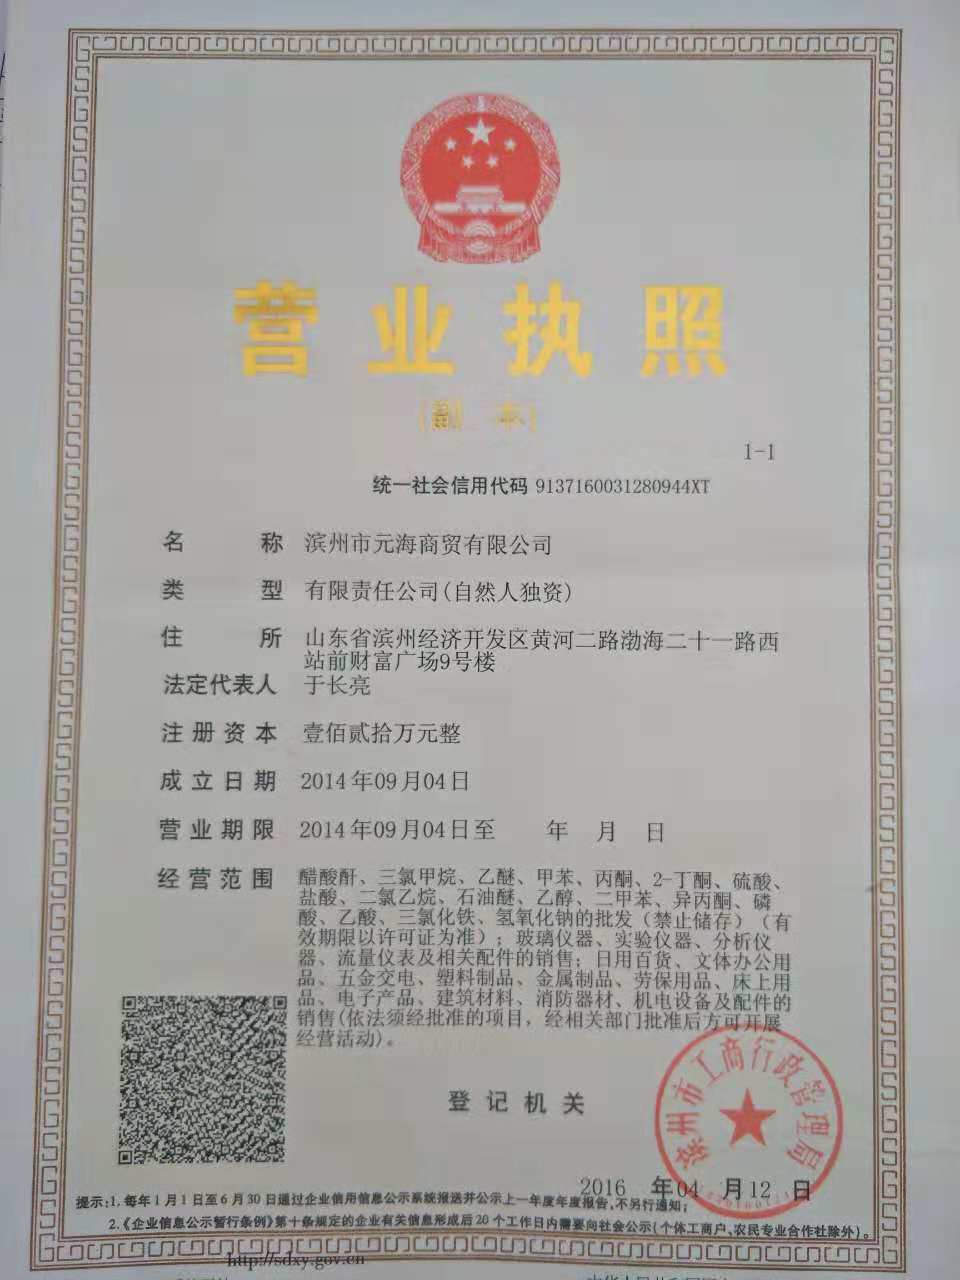 营业执照
(副 本)
1-1
统一社会信用代码 91371600312809 44XT
名称 滨州市元海商贸有限公司
类型 有限责任公司(自然人独资)
住所 山东省滨州经济开发区黄河二路渤海二十一路西
站前财富广场9号楼
法定代表人 于长亮
注册资本 壹佰贰拾万元整
成立日期 2014年09月04日
营业期限 2014年09月04日至 年 月 日
经营范围 醋酸酐、三氯甲烷、乙醚、甲苯、丙酮、2-丁酮、硫酸、
盐酸、二氯乙烷、石油醚、乙醇、二甲苯、异丙酮、磷
酸、乙酸、三氯化铁、氢氧化钠的批发（禁止储存）（有
效期限以许可证为准）；玻璃仪器、实验仪器、分析仪
器、流量仪表及相关配件的销售；日用百货、文体办公用
品、五金交电、塑料制品、金属制品、劳保用品、床上用
品、电子产品、建筑材料、消防器材、机电设备及配件的
销售(依法须经批准的项目，经相关部门批准后方可开展
经营活动)。
登记机关
滨州市工商行政管理局
2016 年04 月12 日
提示:1.每年1月1日至6月30日通过企业信用信息公示系统报送并公示上一年度年度报告,不另行通知;
2.《企业信息公示暂行条例》第十条规定的企业有关信息形成后20个工作日内需要向社会公示(个体工商户、农民专业合作社除外)。
http://sdxy.gov.cn